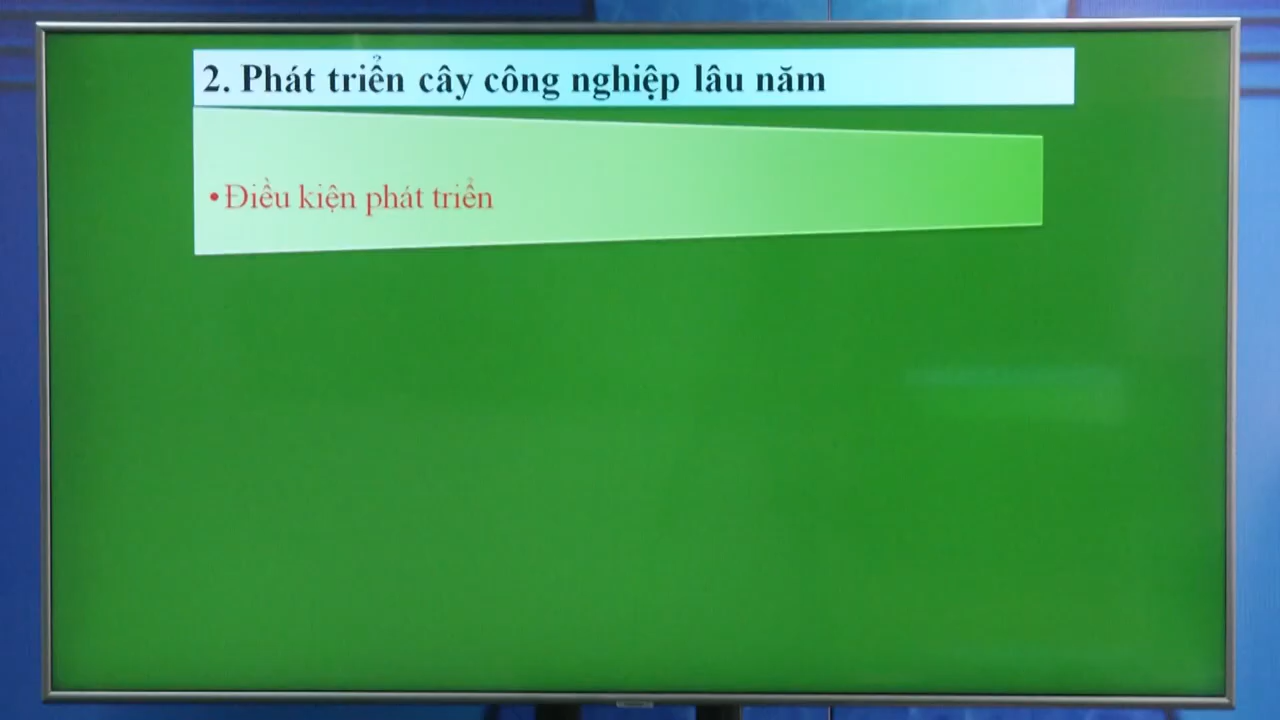 2. Phát triển cây công nghiệp lâu năm
•Điều kiện phát triển